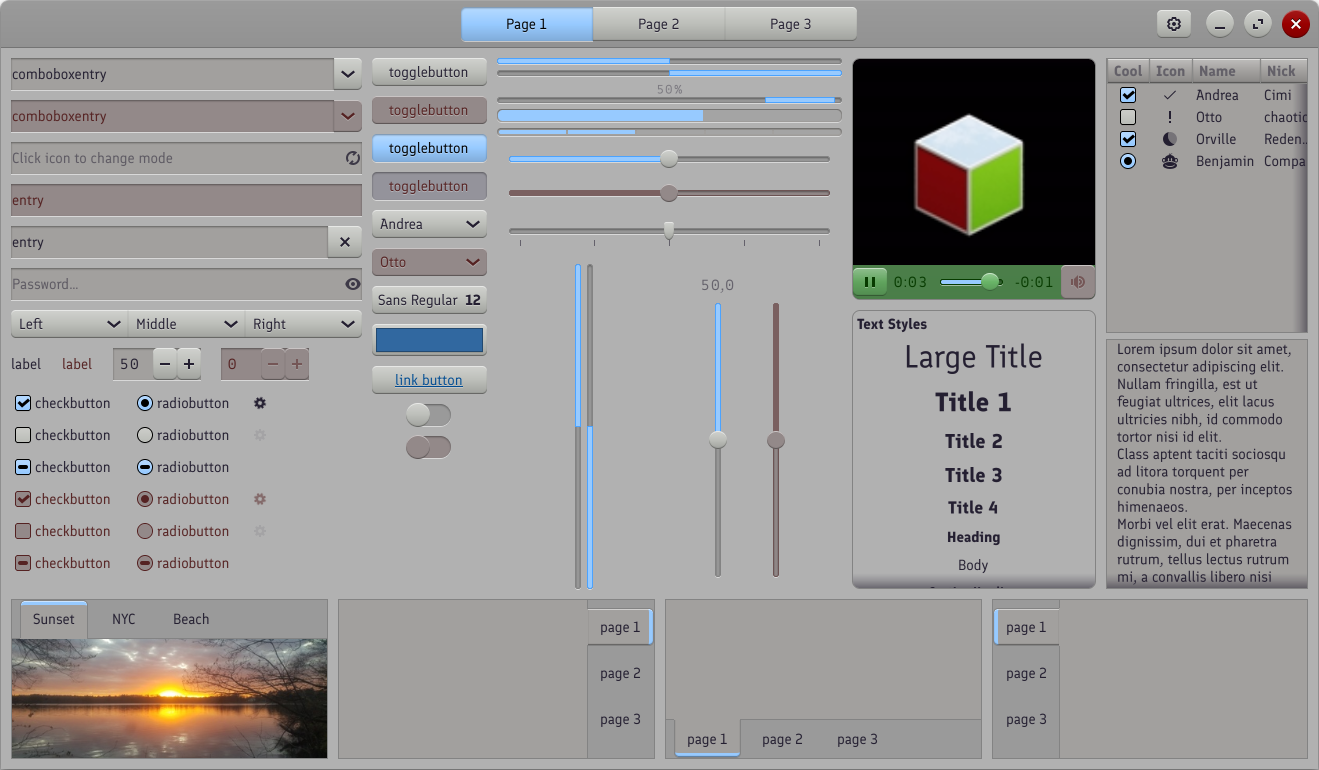 Page 1
Page 2
Page 3
comboboxentry
comboboxentry
Click icon to change mode
entry
entry
Password...
Left
Middle
Right
label
label
50
0
checkbutton
radiobutton
checkbutton
radiobutton
checkbutton
radiobutton
checkbutton
radiobutton
checkbutton
radiobutton
checkbutton
radiobutton
togglebutton
togglebutton
togglebutton
togglebutton
Andrea
Otto
Sans Regular 12
link button
50%
50,0
0:03
-0:01
Text Styles
Large Title
Title 1
Title 2
Title 3
Title 4
Heading
Body
Cool Icon Name Nick
Andrea Cimi
Otto chaotic
Orville Reden..
Benjamin Compa
Lorem ipsum dolor sit amet,
consectetur adipiscing elit.
Nullam fringilla, est ut
feugiat ultrices, elit lacus
ultricies nibh, id commodo
tortor nisi id elit.
Class aptent taciti sociosqu
ad litora torquent per
conubia nostra, per inceptos
himenaeos.
Morbi vel elit erat. Maecenas
dignissim, dui et pharetra
rutrum, tellus lectus rutrum
mi, a convallis libero nisi
Sunset
NYC
Beach
page 1
page 2
page 3
page 1
page 2
page 3
page 1
page 2
page 3